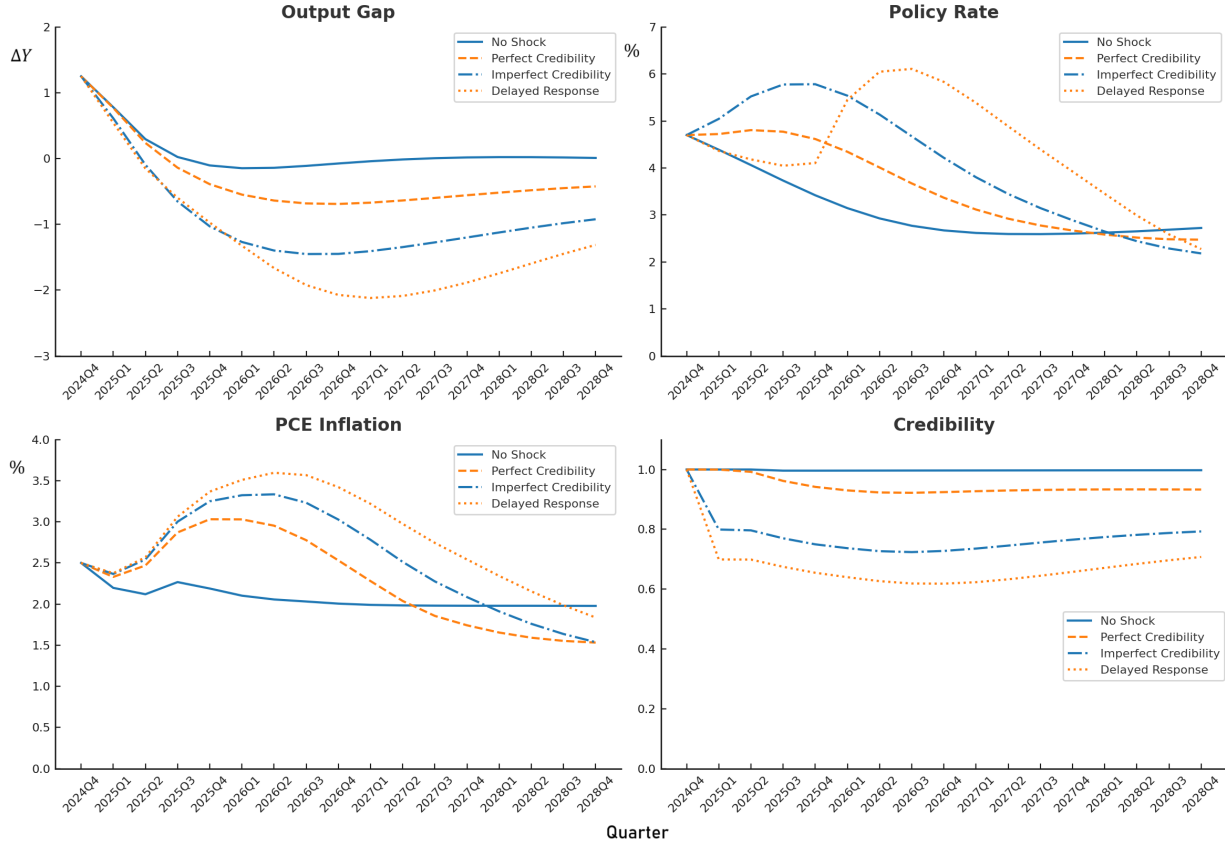 Output Gap
ΔY
2
1
0
−1
−2
−3
No Shock
Perfect Credibility
Imperfect Credibility
Delayed Response
2024Q4
2025Q1
2025Q2
2025Q3
2025Q4
2026Q1
2026Q2
2026Q3
2026Q4
2027Q1
2027Q2
2027Q3
2027Q4
2028Q1
2028Q2
2028Q3
2028Q4
Policy Rate
%
7
6
5
4
3
2
1
0
No Shock
Perfect Credibility
Imperfect Credibility
Delayed Response
2024Q4
2025Q1
2025Q2
2025Q3
2025Q4
2026Q1
2026Q2
2026Q3
2026Q4
2027Q1
2027Q2
2027Q3
2027Q4
2028Q1
2028Q2
2028Q3
2028Q4
PCE Inflation
%
4.0
3.5
3.0
2.5
2.0
1.5
1.0
0.5
0.0
No Shock
Perfect Credibility
Imperfect Credibility
Delayed Response
2024Q4
2025Q1
2025Q2
2025Q3
2025Q4
2026Q1
2026Q2
2026Q3
2026Q4
2027Q1
2027Q2
2027Q3
2027Q4
2028Q1
2028Q2
2028Q3
2028Q4
Credibility
1.0
0.8
0.6
0.4
0.2
0.0
No Shock
Perfect Credibility
Imperfect Credibility
Delayed Response
2024Q4
2025Q1
2025Q2
2025Q3
2025Q4
2026Q1
2026Q2
2026Q3
2026Q4
2027Q1
2027Q2
2027Q3
2027Q4
2028Q1
2028Q2
2028Q3
2028Q4
Quarter